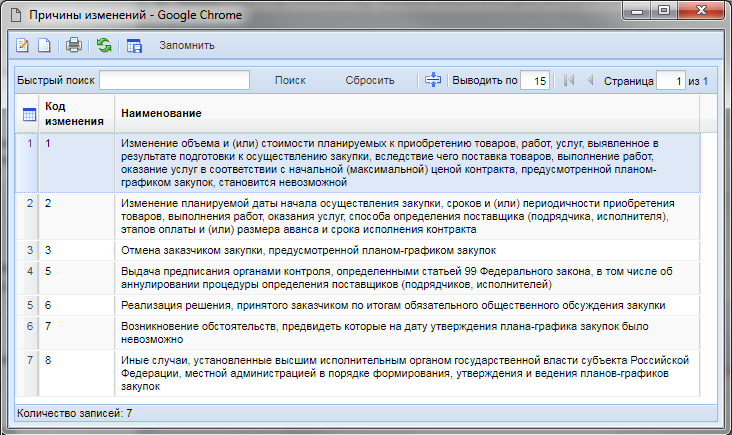 Причины изменений - Google Chrome
Запомнить
Быстрый поиск Поиск Сбросить Выводить по 15 Страница 1 из 1
Код изменения Наименование
1 1 Изменение объема и (или) стоимости планируемых к приобретению товаров, работ, услуг, выявленное в
результате подготовки к осуществлению закупки, вследствие чего поставка товаров, выполнение работ,
оказание услуг в соответствии с начальной (максимальной) ценой контракта, предусмотренной планом-
графиком закупок, становится невозможной
2 2 Изменение планируемой даты начала осуществления закупки, сроков и (или) периодичности приобретения
товаров, выполнения работ, оказания услуг, способа определения поставщика (подрядчика, исполнителя),
этапов оплаты и (или) размера аванса и срока исполнения контракта
3 3 Отмена заказчиком закупки, предусмотренной планом-графиком закупок
4 5 Выдача предписания органами контроля, определенными статьей 99 Федерального закона, в том числе об
аннулировании процедуры определения поставщиков (подрядчиков, исполнителей)
5 6 Реализация решения, принятого заказчиком по итогам обязательного общественного обсуждения закупки
6 7 Возникновение обстоятельств, предвидеть которые на дату утверждения плана-графика закупок было
невозможно
7 8 Иные случаи, установленные высшим исполнительным органом государственной власти субъекта Российской
Федерации, местной администрацией в порядке формирования, утверждения и ведения планов-графиков
закупок
Количество записей: 7